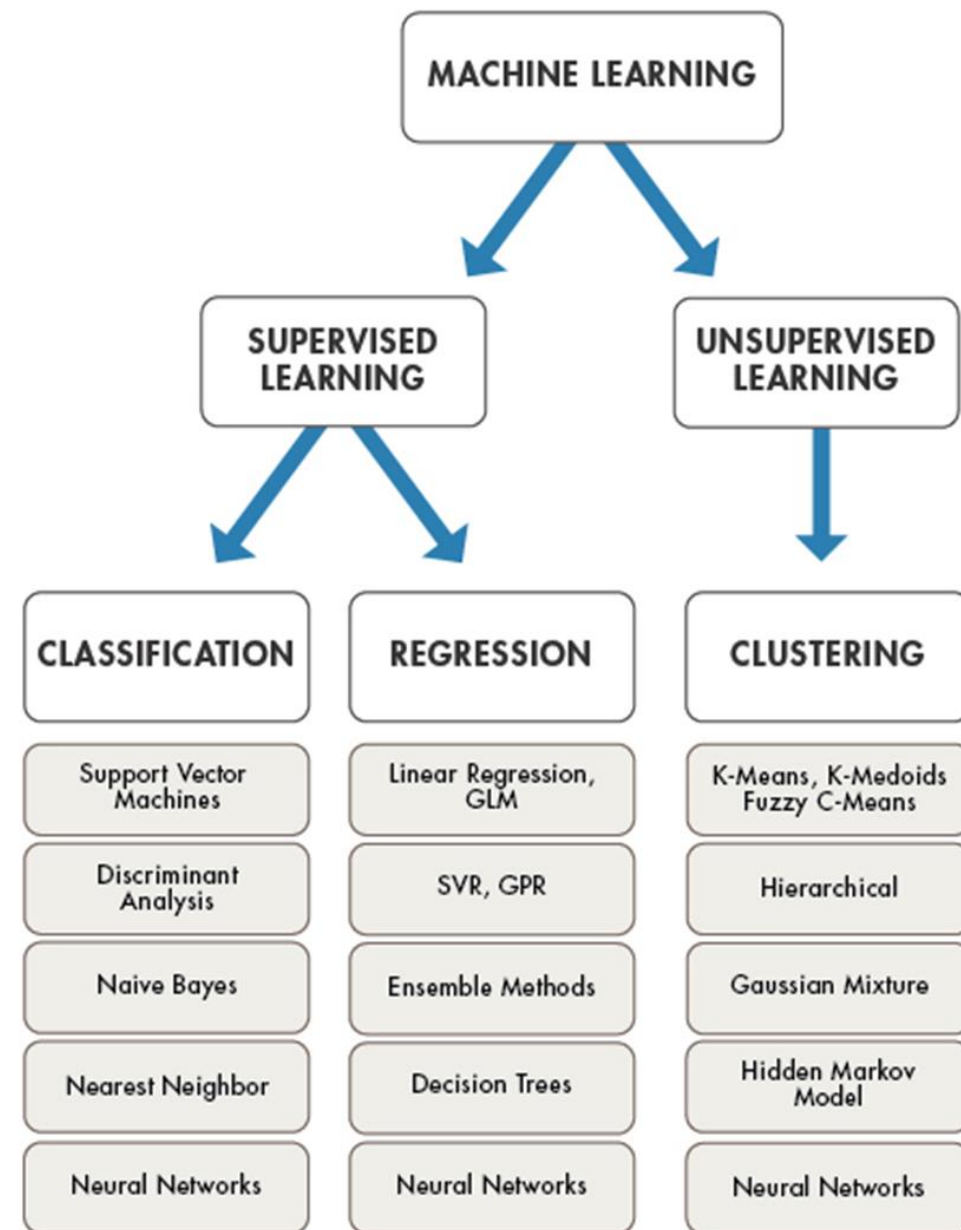 MACHINE LEARNING
SUPERVISED
LEARNING
UNSUPERVISED
LEARNING
CLASSIFICATION
Support Vector
Machines
Discriminant
Analysis
Naive Bayes
Nearest Neighbor
Neural Networks
REGRESSION
Linear Regression,
GLM
SVR, GPR
Ensemble Methods
Decision Trees
Neural Networks
CLUSTERING
K-Means, K-Medoids
Fuzzy C-Means
Hierarchical
Gaussian Mixture
Hidden Markov
Model
Neural Networks